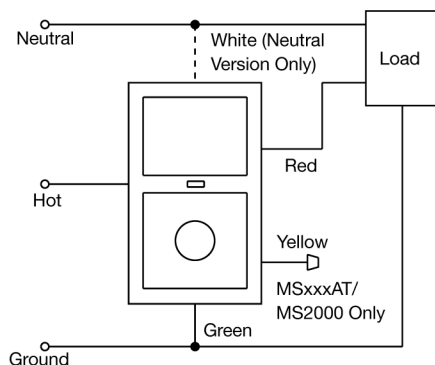 Neutral
White (Neutral
Version Only)
Load
Red
Hot
Yellow
MSxxxAT/
MS2000 Only
Green
Ground